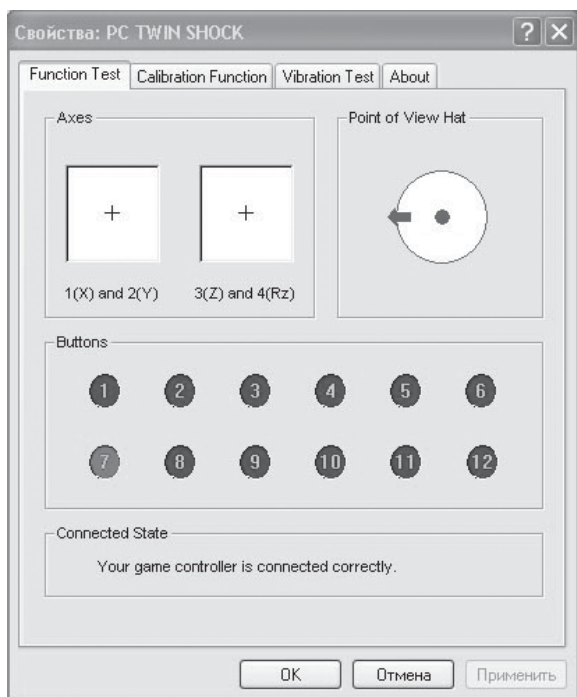 Свойства: PC TWIN SHOCK
Function Test Calibration Function Vibration Test About
Axes
1(X) and 2(Y) 3(Z) and 4(Rz)
Point of View Hat
Buttons
1 2 3 4 5 6
7 8 9 10 11 12
Connected State
Your game controller is connected correctly.
OK Отмена Применить